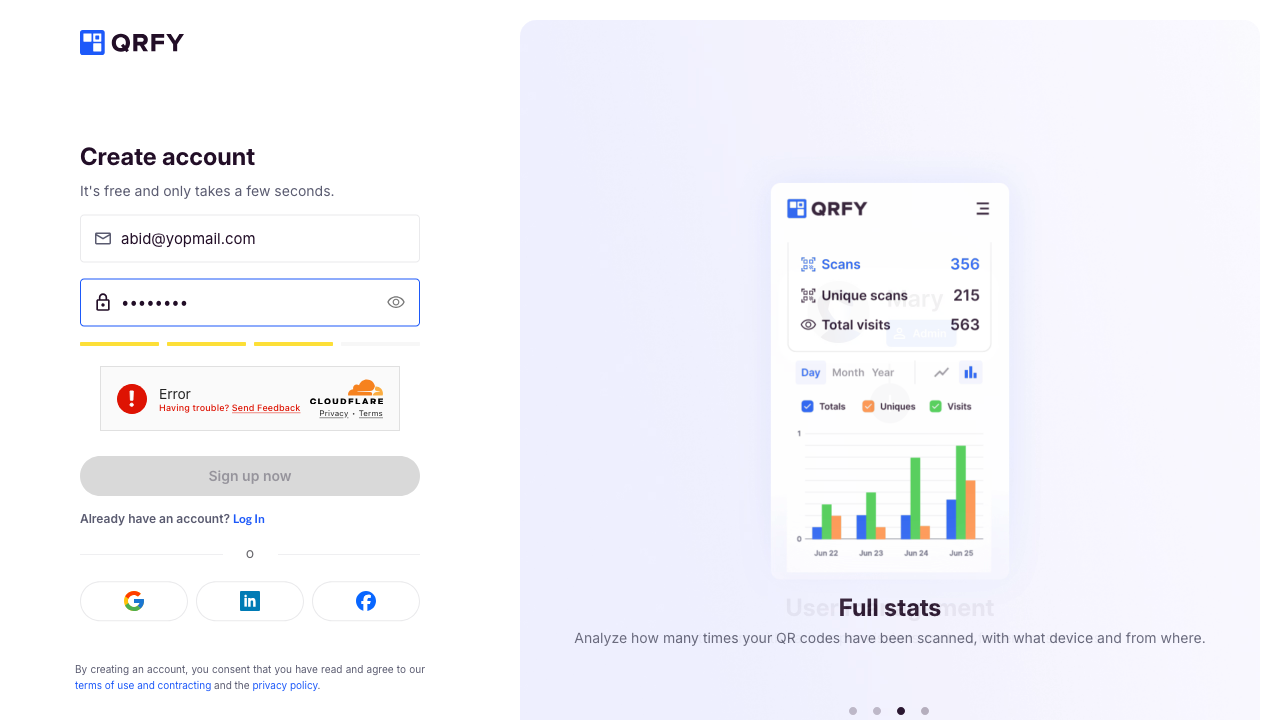 QRFY
Create account
It's free and only takes a few seconds.
abid@yopmail.com
Error
Having trouble? Send Feedback
CLOUDFLARE
Privacy • Terms
Sign up now
Already have an account? Log In
O
By creating an account, you consent that you have read and agree to our
terms of use and contracting and the privacy policy.
QRFY
Scans 356
Unique scans 215
Mary
Total visits 563
Admin
Day Month Year
Totals Uniques Visits
1
0
Jun 22 Jun 23 Jun 24 Jun 25
User Management
Full stats
Analyze how many times your QR codes have been scanned, with what device and from where.